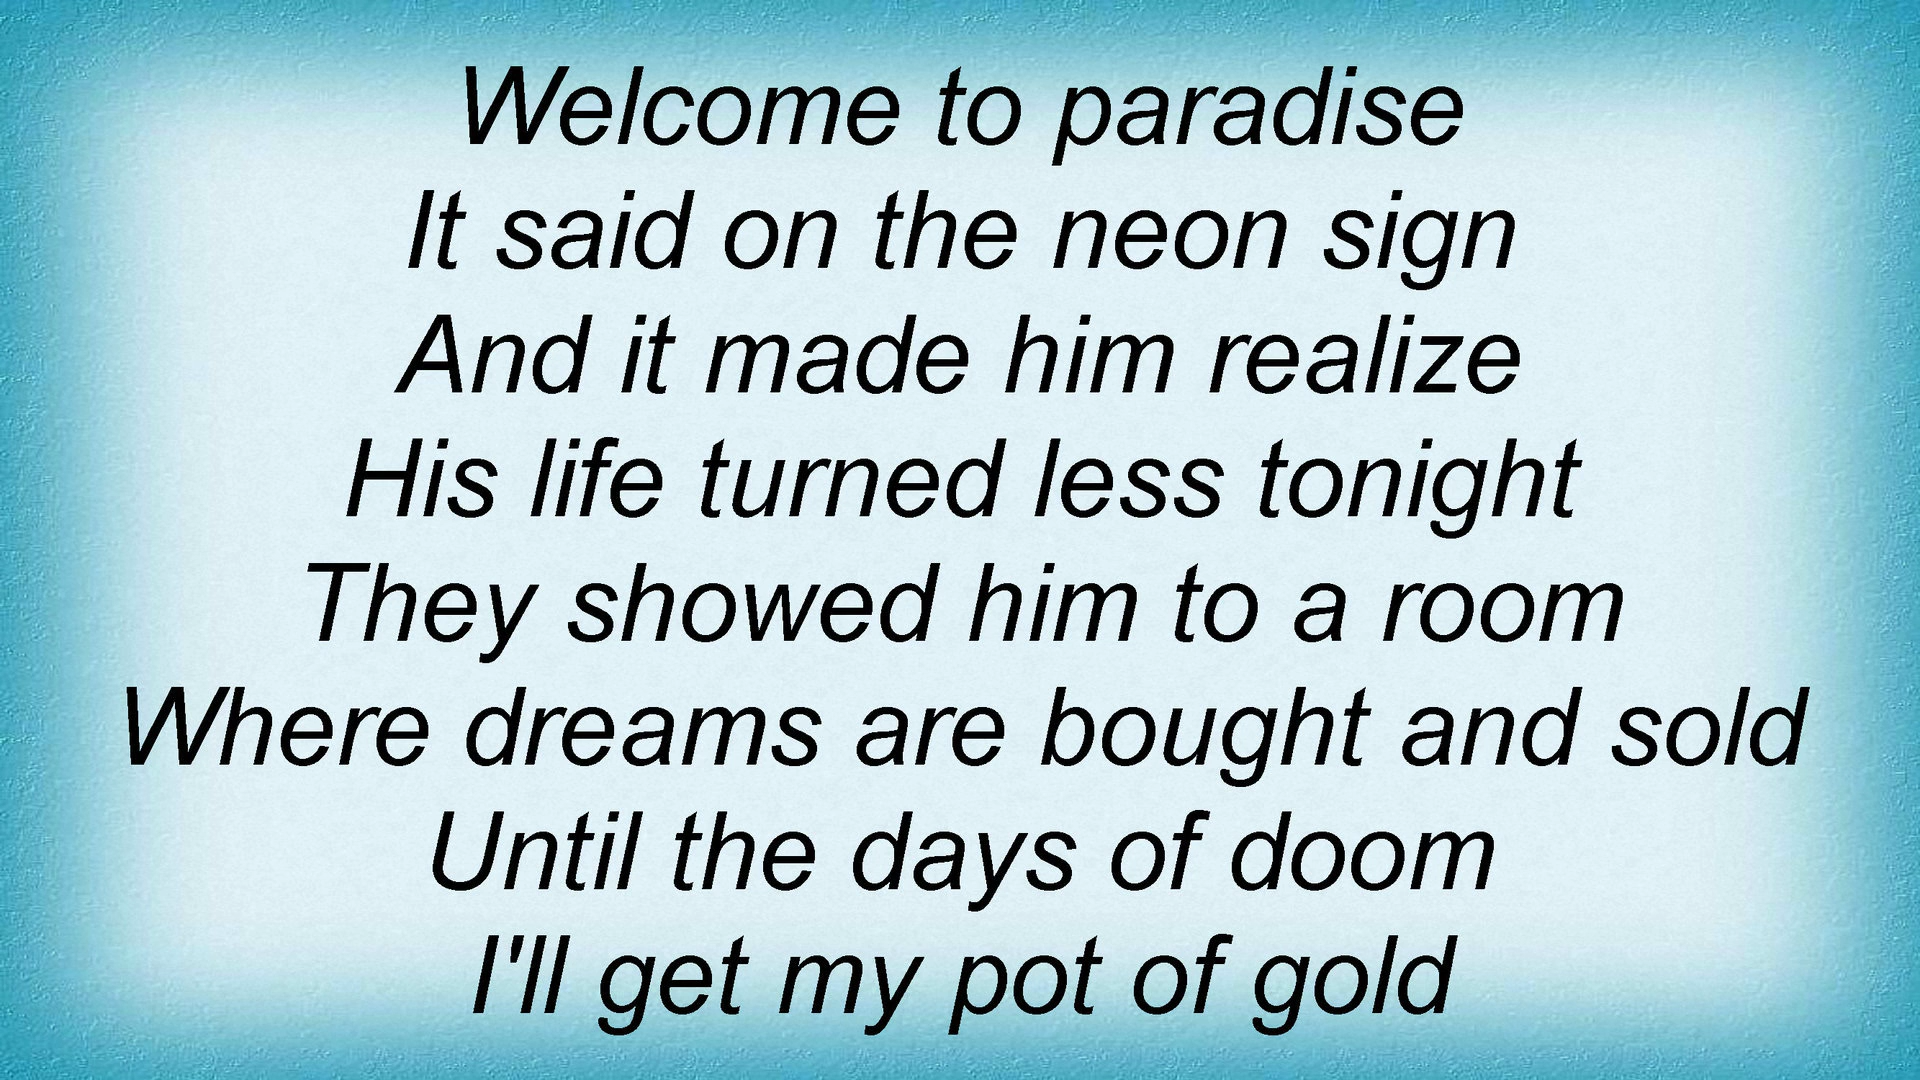 Welcome to paradise
It said on the neon sign
And it made him realize
His life turned less tonight
They showed him to a room
Where dreams are bought and sold
Until the days of doom
I'll get my pot of gold